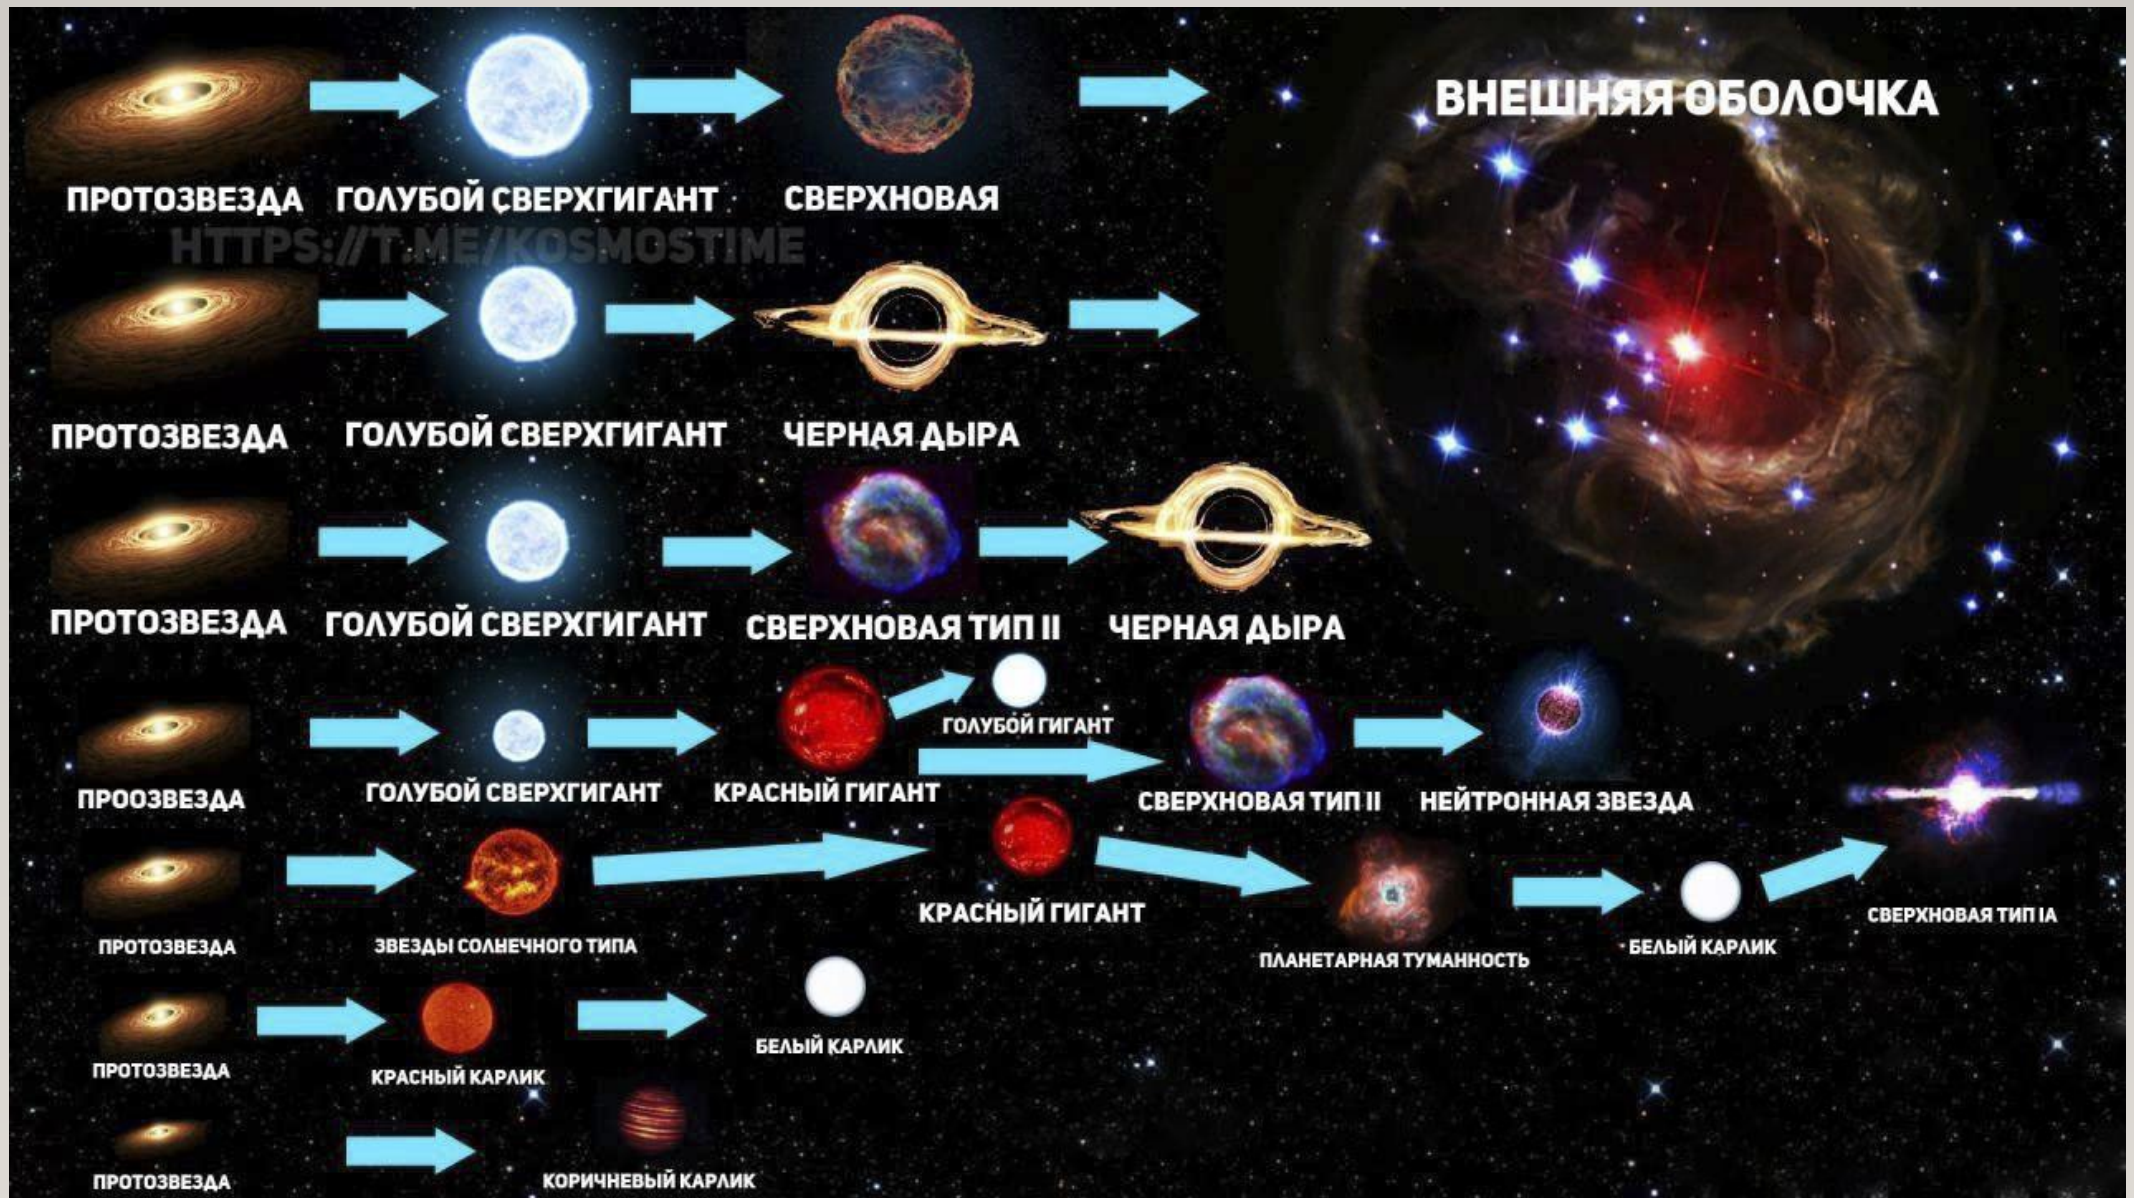 ВНЕШНЯЯ ОБОЛОЧКА
ПРОТОЗВЕЗДА ГОЛУБОЙ СВЕРХГИГАНТ СВЕРХНОВАЯ
HTTPS://T.ME/KOSMOSTIME
ПРОТОЗВЕЗДА ГОЛУБОЙ СВЕРХГИГАНТ ЧЕРНАЯ ДЫРА
ПРОТОЗВЕЗДА ГОЛУБОЙ СВЕРХГИГАНТ СВЕРХНОВАЯ ТИП II ЧЕРНАЯ ДЫРА
ГОЛУБОЙ ГИГАНТ
ПРООЗВЕЗДА ГОЛУБОЙ СВЕРХГИГАНТ КРАСНЫЙ ГИГАНТ СВЕРХНОВАЯ ТИП II НЕЙТРОННАЯ ЗВЕЗДА
КРАСНЫЙ ГИГАНТ СВЕРХНОВАЯ ТИП IA
ПРОТОЗВЕЗДА ЗВЕЗДЫ СОЛНЕЧНОГО ТИПА ПЛАНЕТАРНАЯ ТУМАННОСТЬ БЕЛЫЙ КАРЛИК
БЕЛЫЙ КАРЛИК
ПРОТОЗВЕЗДА КРАСНЫЙ КАРЛИК
ПРОТОЗВЕЗДА КОРИЧНЕВЫЙ КАРЛИК